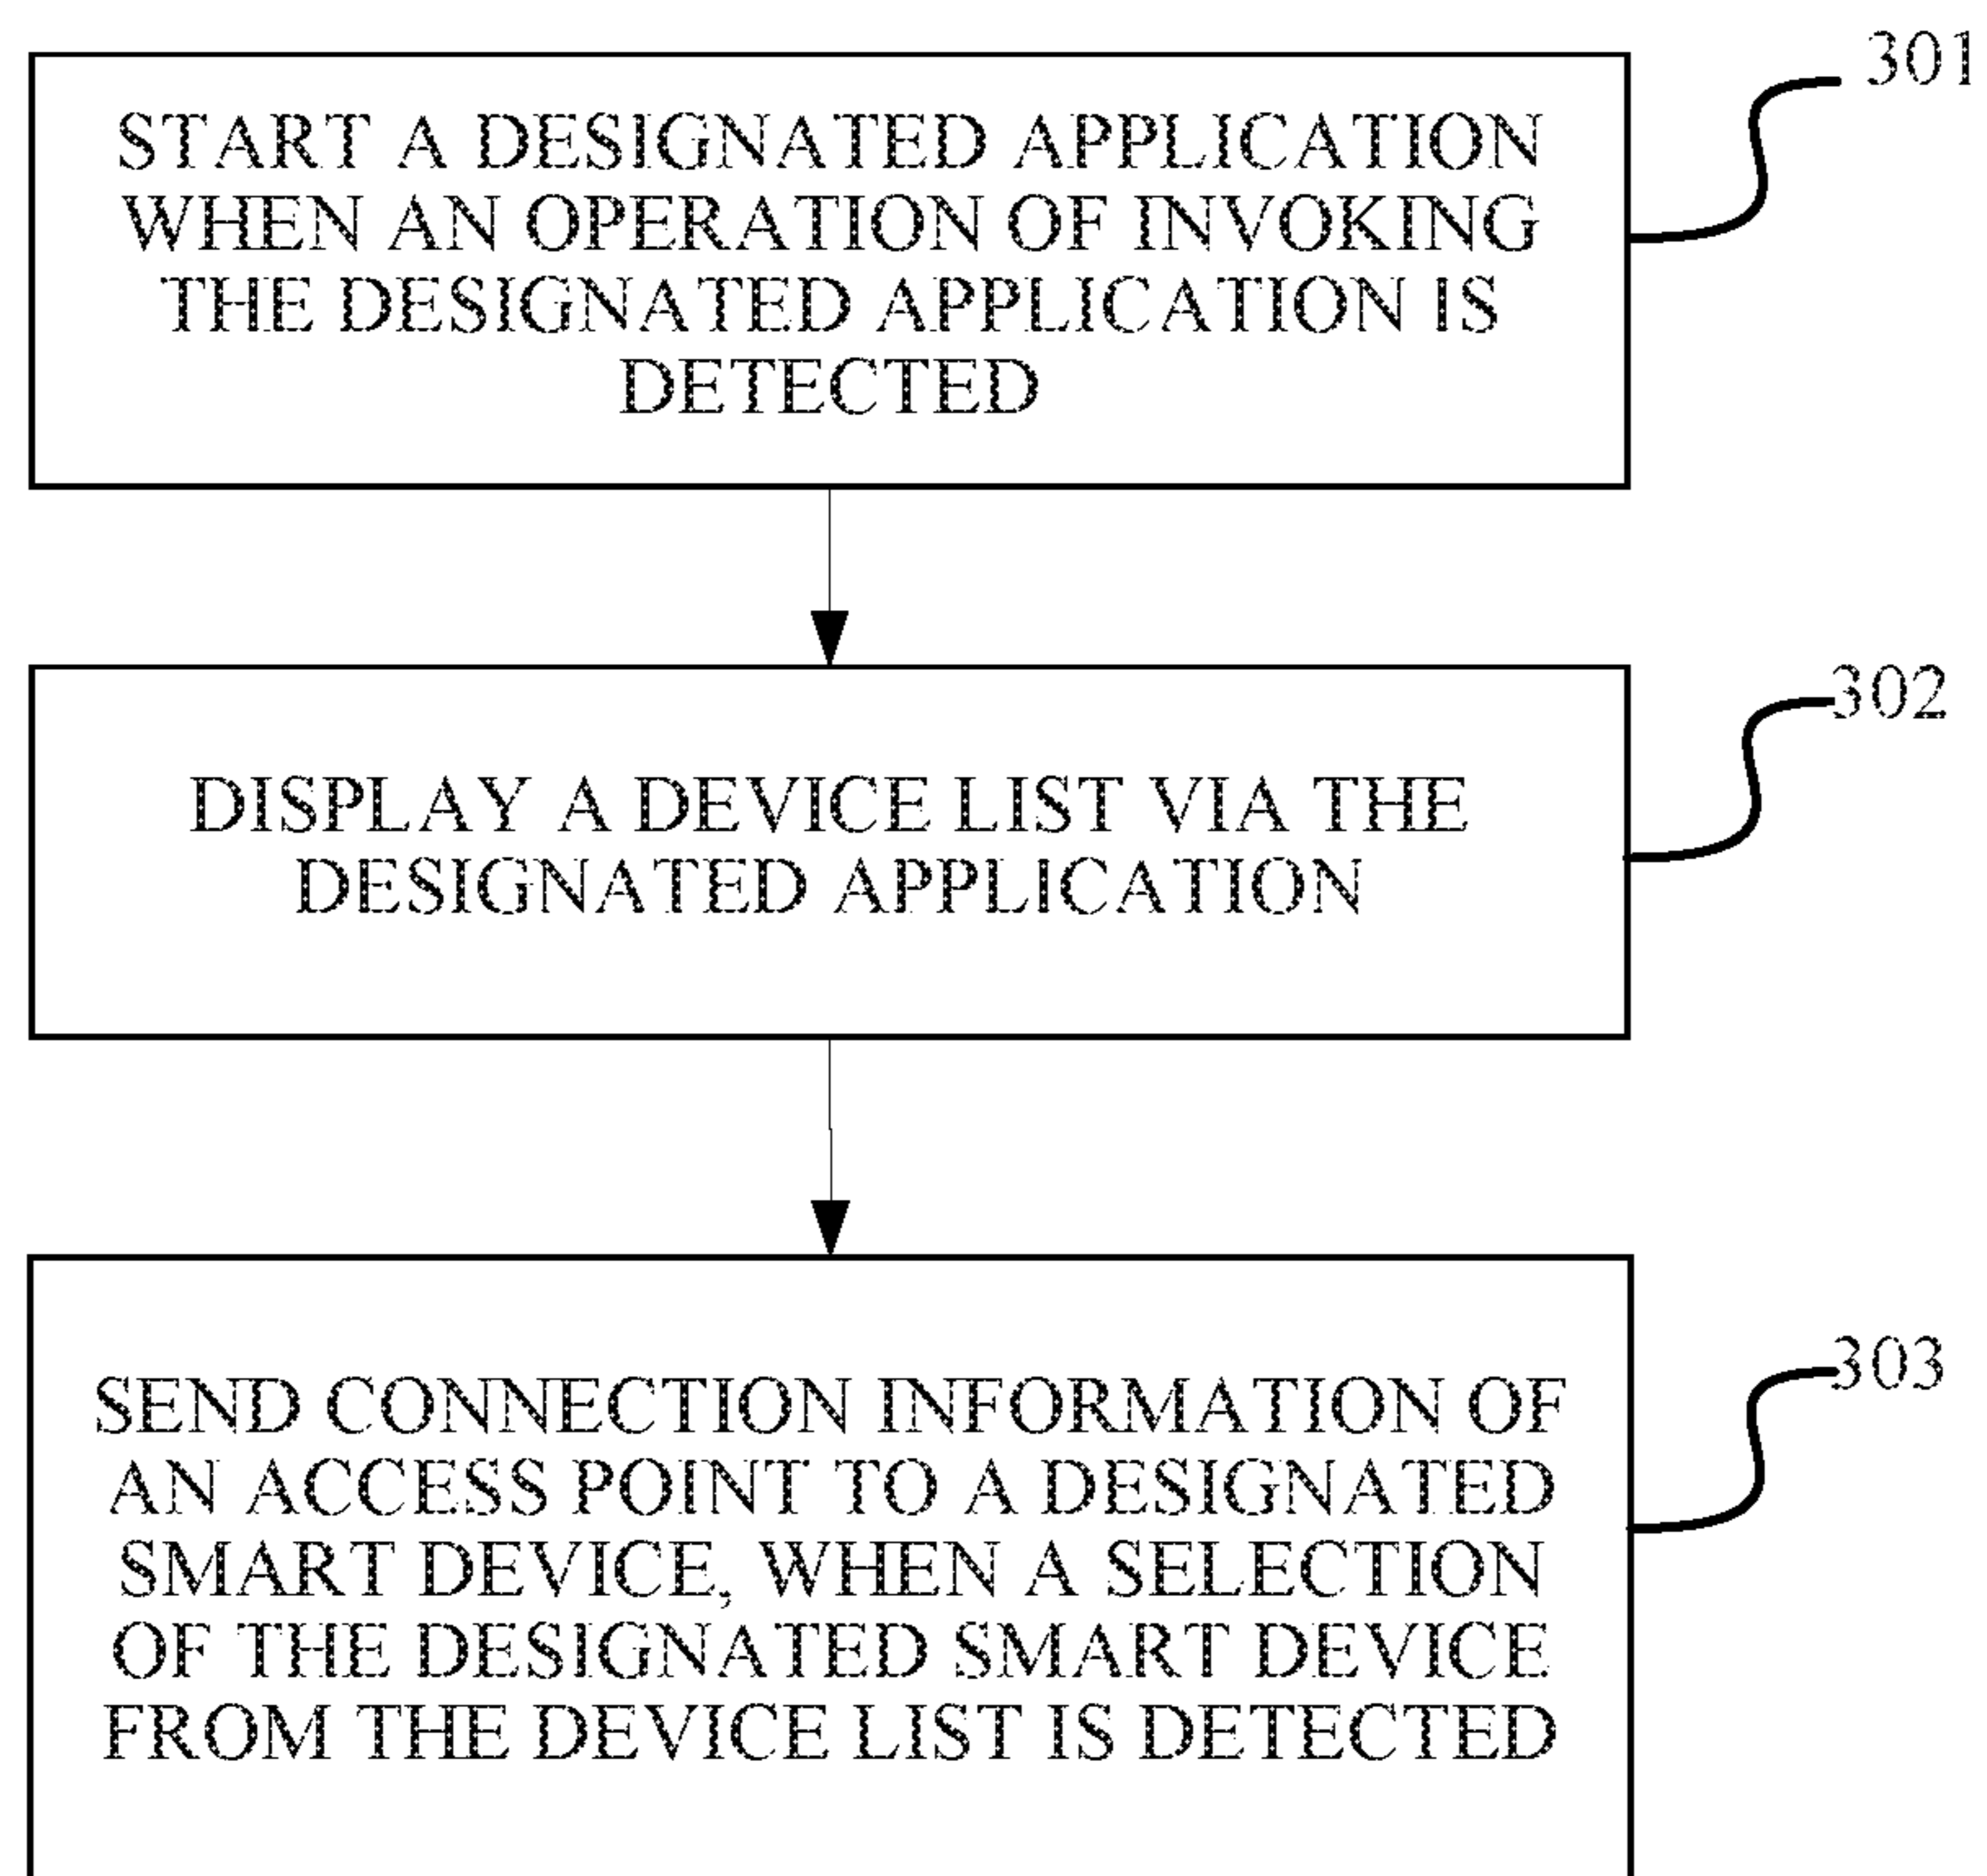 301
START A DESIGNATED APPLICATION
WHEN AN OPERATION OF INVOKING
THE DESIGNATED APPLICATION IS
DETECTED
302
DISPLAY A DEVICE LIST VIA THE
DESIGNATED APPLICATION
303
SEND CONNECTION INFORMATION OF
AN ACCESS POINT TO A DESIGNATED
SMART DEVICE, WHEN A SELECTION
OF THE DESIGNATED SMART DEVICE
FROM THE DEVICE LIST IS DETECTED